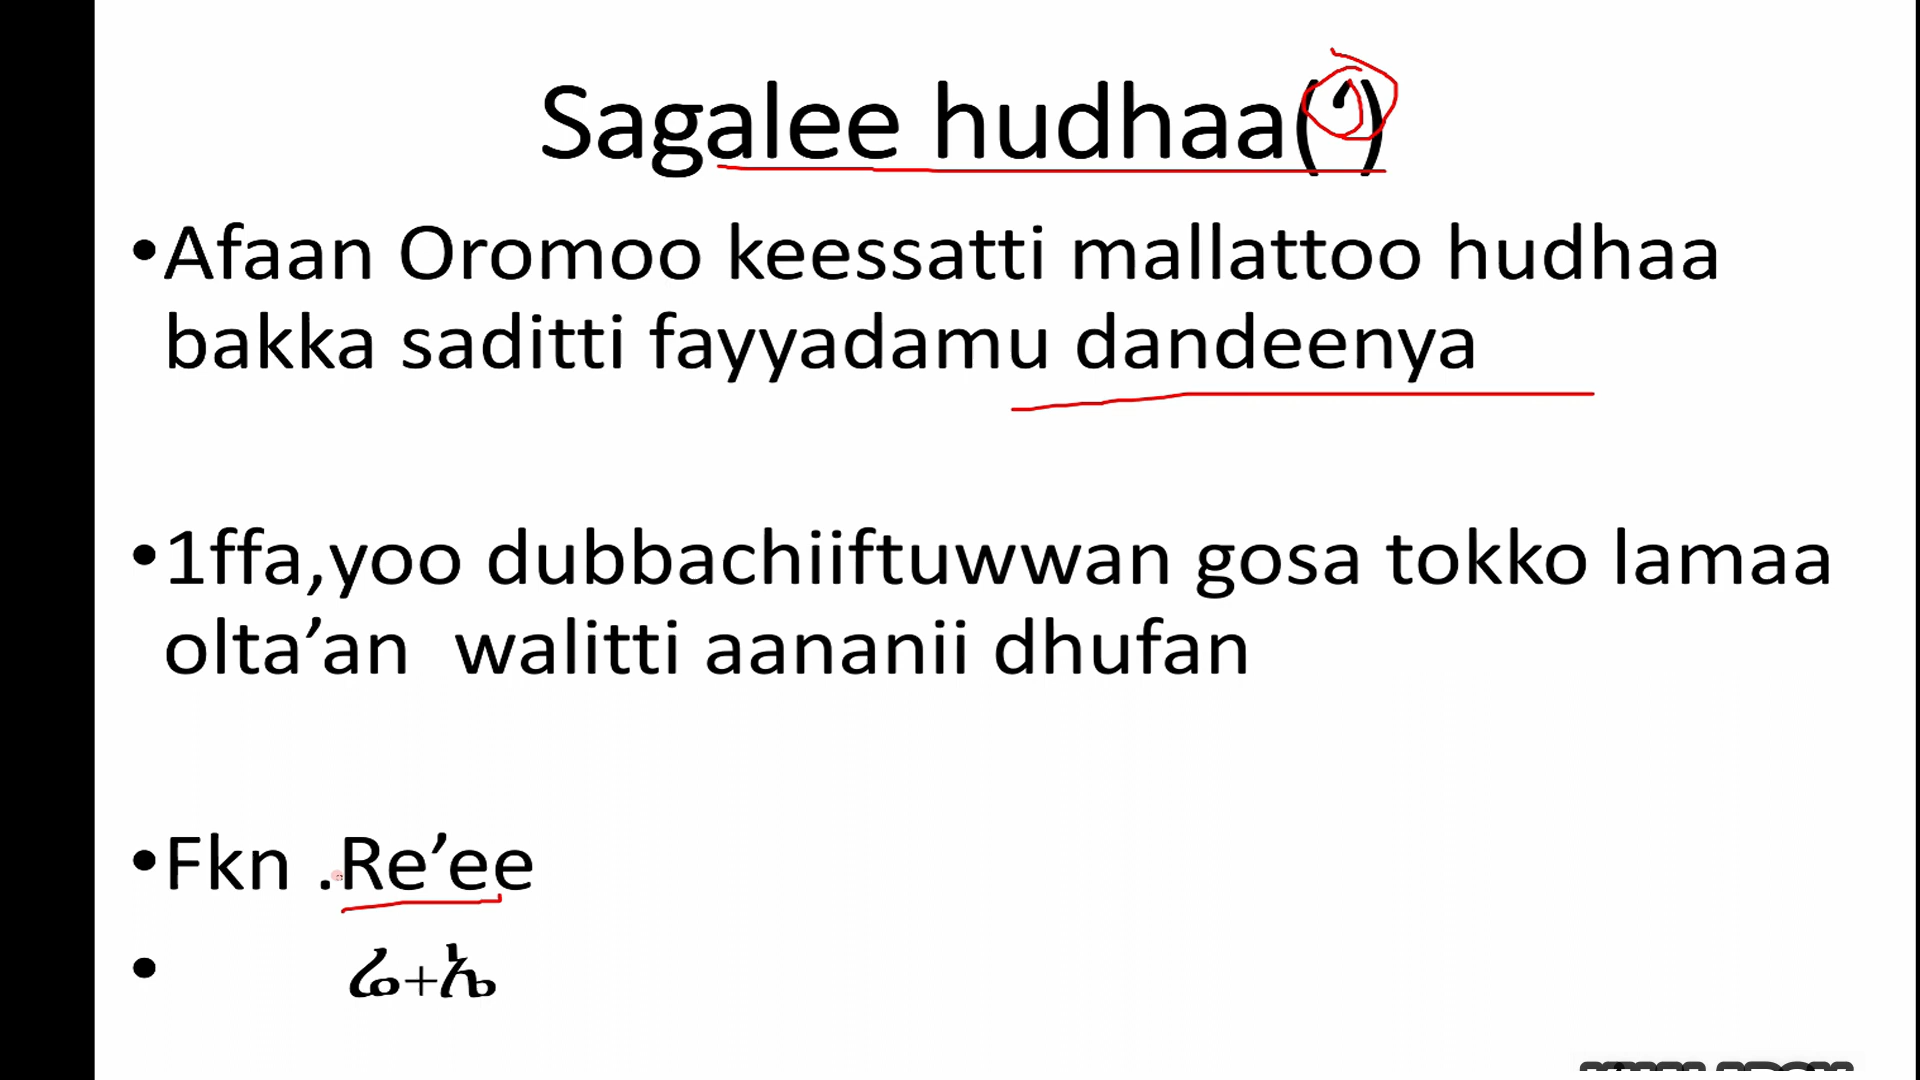 Sagalee hudhaa(’)
•Afaan Oromoo keessatti mallattoo hudhaa
bakka saditti fayyadamu dandeenya
•1ffa,yoo dubbachiiftuwwan gosa tokko lamaa
olta’an walitti aananii dhufan
•Fkn .Re’ee
• ሬ+ኤ